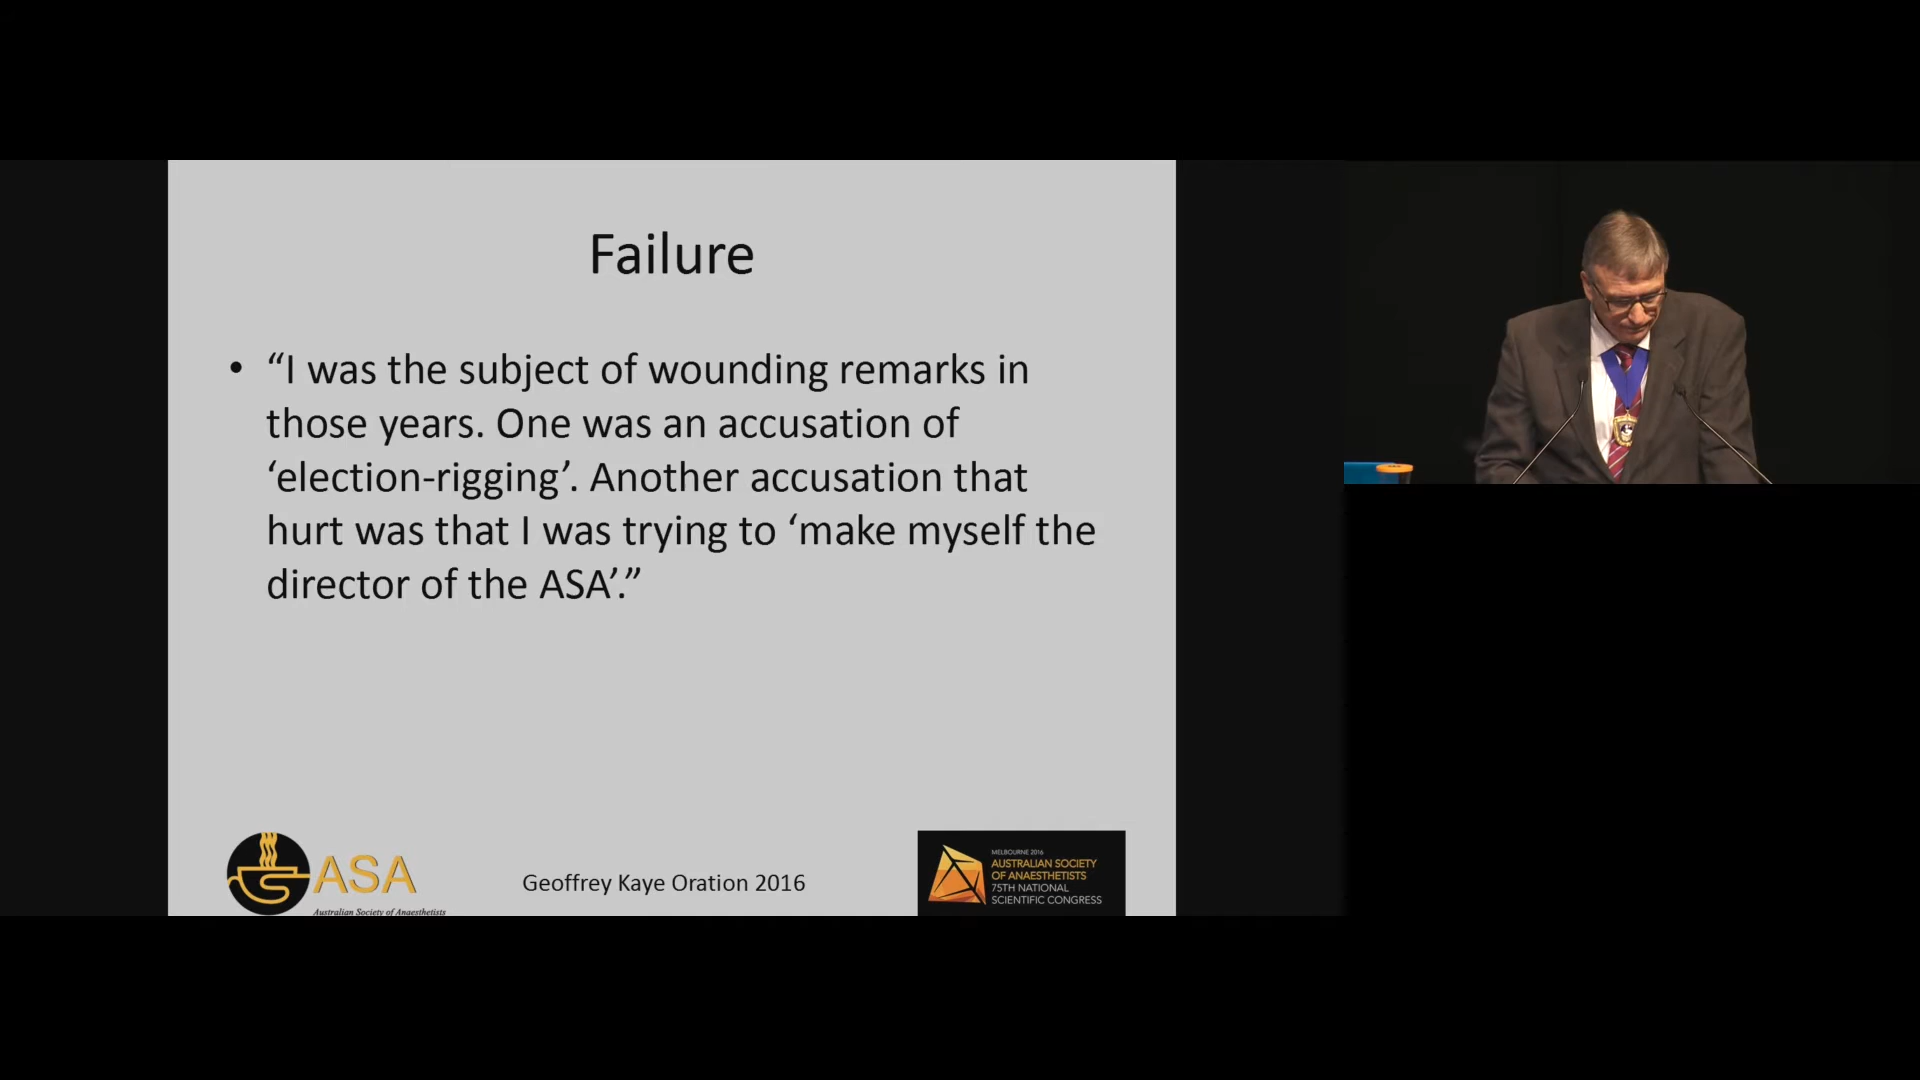 Failure
• “I was the subject of wounding remarks in
those years. One was an accusation of
‘election-rigging’. Another accusation that
hurt was that I was trying to ‘make myself the
director of the ASA’.”
ASA
Australian Society of Anaesthetists
Geoffrey Kaye Oration 2016
MELBOURNE 2016
AUSTRALIAN SOCIETY
OF ANAESTHETISTS
75TH NATIONAL
SCIENTIFIC CONGRESS